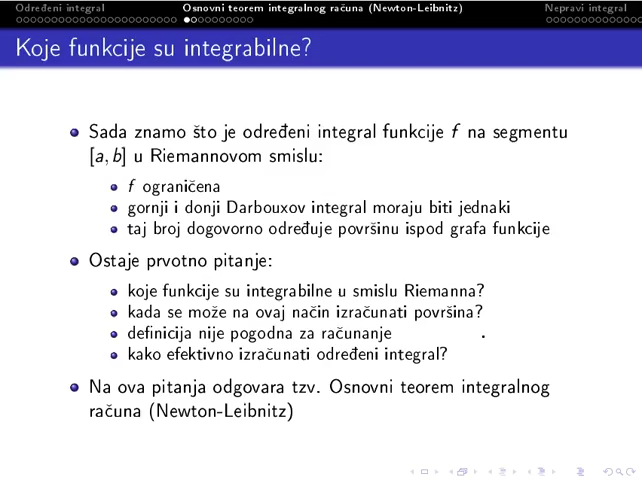 Određeni integral
Osnovni teorem integralnog računa (Newton-Leibnitz)
Nepravi integral
Koje funkcije su integrabilne?
Sada znamo što je određeni integral funkcije f na segmentu
[a, b] u Riemannovom smislu:
f ograničena
gornji i donji Darbouxov integral moraju biti jednaki
taj broj dogovorno određuje površinu ispod grafa funkcije
Ostaje prvotno pitanje:
koje funkcije su integrabilne u smislu Riemanna?
kada se može na ovaj način izračunati površina?
definicija nije pogodna za računanje .
kako efektivno izračunati određeni integral?
Na ova pitanja odgovara tzv. Osnovni teorem integralnog
računa (Newton-Leibnitz)